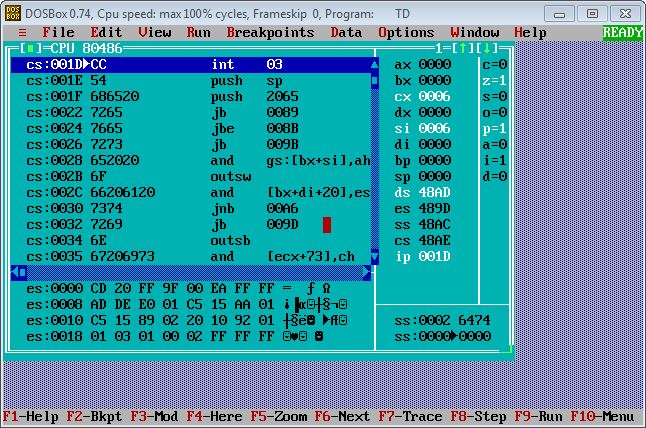 DOSBox 0.74, Cpu speed: max 100% cycles, Frameskip 0, Program: TD
≡ File Edit View Run Breakpoints Data Options Window Help READY
[■]=CPU 80486 1=[↑][↓]
cs:001D►CC int 03 ax 0000 c=0
cs:001E 54 push sp bx 0000 z=1
cs:001F 686520 push 2065 cx 0006 s=0
cs:0022 7265 jb 0089 dx 0000 o=0
cs:0024 7665 jbe 008B si 0006 p=1
cs:0026 7273 jb 009B di 0000 a=0
cs:0028 652020 and gs:[bx+si],ah bp 0000 i=1
cs:002B 6F outsw sp 0000 d=0
cs:002C 66206120 and [bx+di+20],es ds 48AD
cs:0030 7374 jnb 00A6 es 489D
cs:0032 7269 jb 009D ss 48AC
cs:0034 6E outsb cs 48AE
cs:0035 67206973 and [ecx+73],ch ip 001D
es:0000 CD 20 FF 9F 00 EA FF FF = ƒ Ω
es:0008 AD DE E0 01 C5 15 AA 01
es:0010 C5 15 89 02 20 10 92 01 ss:0002 6474
es:0018 01 03 01 00 02 FF FF FF ss:0000►0000
F1-Help F2-Bkpt F3-Mod F4-Here F5-Zoom F6-Next F7-Trace F8-Step F9-Run F10-Menu